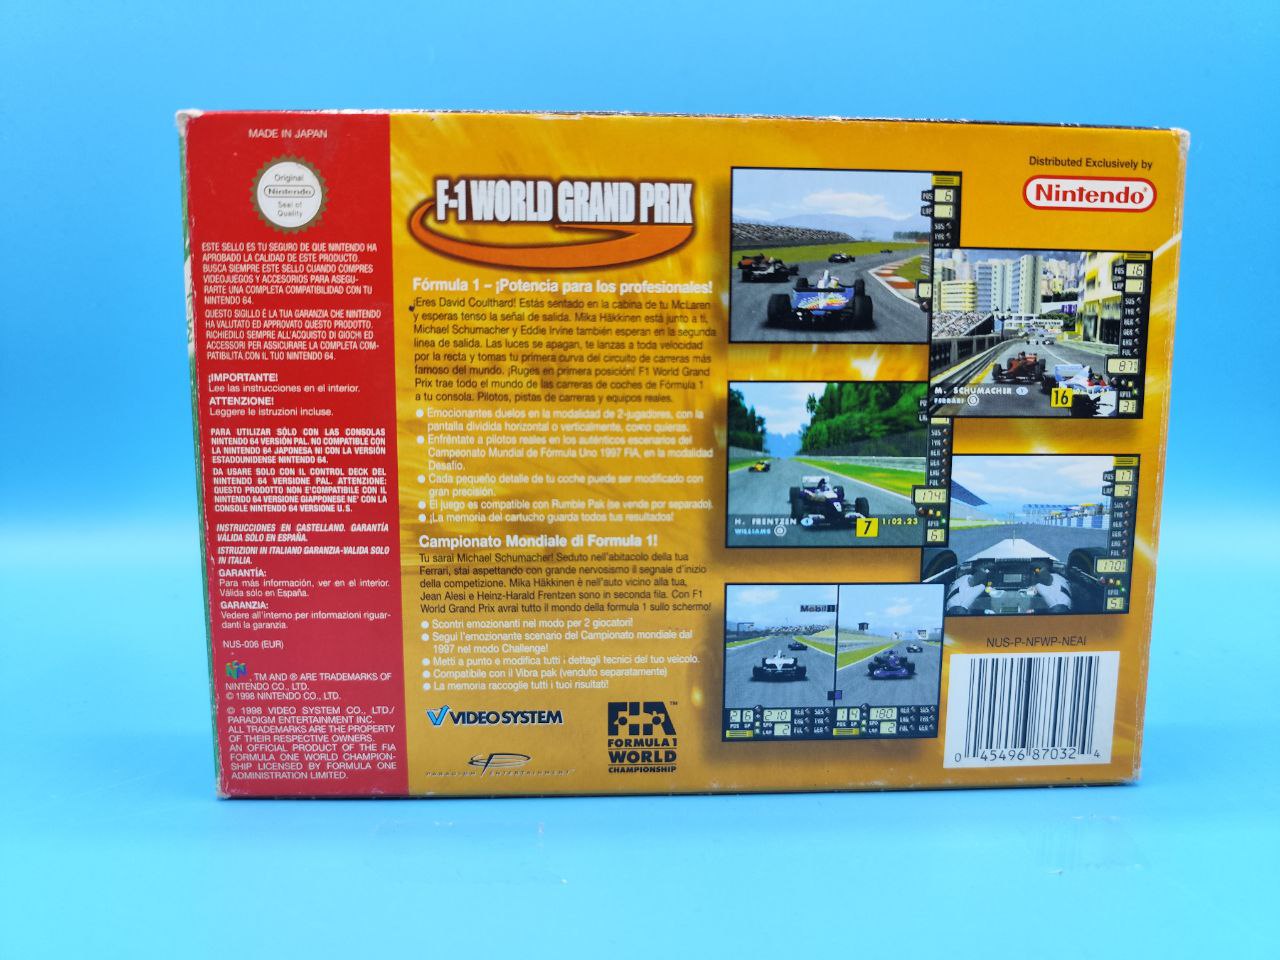 MADE IN JAPAN
Original
Nintendo
Seal of
Quality
ESTE SELLO ES TU SEGURO DE QUE NINTENDO HA
APROBADO LA CALIDAD DE ESTE PRODUCTO.
BUSCA SIEMPRE ESTE SELLO CUANDO COMPRES
VIDEOJUEGOS Y ACCESORIOS PARA ASEGU-
RARTE UNA COMPLETA COMPATIBILIDAD CON TU
NINTENDO 64.
QUESTO SIGILLO È LA TUA GARANZIA CHE NINTENDO
HA VALUTATO ED APPROVATO QUESTO PRODOTTO.
RICHIEDILO SEMPRE ALL'ACQUISTO DI GIOCHI ED
ACCESSORI PER ASSICURARE LA COMPLETA COM-
PATIBILITÀ CON IL TUO NINTENDO 64.
¡IMPORTANTE!
Lee las instrucciones en el interior.
ATTENZIONE!
Leggere le istruzioni incluse.
PARA UTILIZAR SÓLO CON LAS CONSOLAS
NINTENDO 64 VERSIÓN PAL. NO COMPATIBLE CON
LA NINTENDO 64 JAPONESA NI CON LA VERSIÓN
ESTADOUNIDENSE NINTENDO 64.
DA USARE SOLO CON IL CONTROL DECK DEL
NINTENDO 64 VERSIONE PAL. ATTENZIONE:
QUESTO PRODOTTO NON E'COMPATIBILE CON IL
NINTENDO 64 VERSIONE GIAPPONESE NE' CON LA
CONSOLE NINTENDO 64 VERSIONE U.S.
INSTRUCCIONES EN CASTELLANO. GARANTÍA
VÁLIDA SÓLO EN ESPAÑA.
ISTRUZIONI IN ITALIANO GARANZIA-VALIDA SOLO
IN ITALIA.
GARANTÍA:
Para más información, ver en el interior.
Válida sólo en España.
GARANZIA:
Vedere all'interno per informazioni riguar-
danti la garanzia.
NUS-006 (EUR)
, TM AND ® ARE TRADEMARKS OF
NINTENDO CO., LTD.
© 1998 NINTENDO CO., LTD.
© 1998 VIDEO SYSTEM CO., LTD./
PARADIGM ENTERTAINMENT INC.
ALL TRADEMARKS ARE THE PROPERTY
OF THEIR RESPECTIVE OWNERS.
AN OFFICIAL PRODUCT OF THE FIA
FORMULA ONE WORLD CHAMPION-
SHIP LICENSED BY FORMULA ONE
ADMINISTRATION LIMITED.
F-1 WORLD GRAND PRIX
Fórmula 1 – ¡Potencia para los profesionales!
¡Eres David Coulthard! Estás sentado en la cabina de tu McLaren
y esperas tenso la señal de salida. Mika Häkkinen está junto a ti,
Michael Schumacher y Eddie Irvine también esperan en la segunda
línea de salida. Las luces se apagan, te lanzas a toda velocidad
por la recta y tomas tu primera curva del circuito de carreras más
famoso del mundo. ¡Ruges en primera posición! F1 World Grand
Prix trae todo el mundo de las carreras de coches de Fórmula 1
a tu consola. Pilotos, pistas de carreras y equipos reales.
● Emocionantes duelos en la modalidad de 2-jugadores, con la
pantalla dividida horizontal o verticalmente, como quieras.
● Enfréntate a pilotos reales en los auténticos escenarios del
Campeonato Mundial de Fórmula Uno 1997 FIA, en la modalidad
Desafío.
● Cada pequeño detalle de tu coche puede ser modificado con
gran precisión.
● El juego es compatible con Rumble Pak (se vende por separado).
● ¡La memoria del cartucho guarda todos tus resultados!
Campionato Mondiale di Formula 1!
Tu sarai Michael Schumacher! Seduto nell'abitacolo della tua
Ferrari, stai aspettando con grande nervosismo il segnale d'inizio
della competizione. Mika Häkkinen è nell'auto vicino alla tua,
Jean Alesi e Heinz-Harald Frentzen sono in seconda fila. Con F1
World Grand Prix avrai tutto il mondo della formula 1 sullo schermo!
● Scontri emozionanti nel modo per 2 giocatori!
● Segui l'emozionante scenario del Campionato mondiale dal
1997 nel modo Challenge!
● Metti a punto e modifica tutti i dettagli tecnici del tuo veicolo.
● Compatibile con il Vibra pak (venduto separatamente)
● La memoria raccoglie tutti i tuoi risultati!
VIDEO SYSTEM
PARADIGM ENTERTAINMENT
FIA™
FORMULA 1
WORLD
CHAMPIONSHIP
Distributed Exclusively by
Nintendo®
POS 6
LAP 1
POS 16
M. SCHUMACHER
FERRARI
16
87
31
174
61
H. FRENTZEN
WILLIAMS
7
1:02.23
POS 17
LAP 3
170
51
Mobil 1
210
180
NUS-P-NFWP-NEAI
0 45496 87032 4